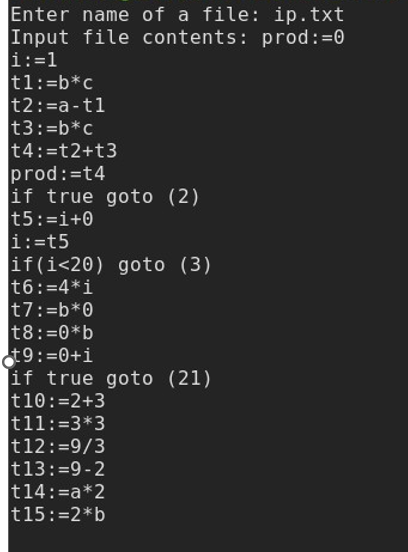 Enter name of a file: ip.txt
Input file contents: prod:=0
i:=1
t1:=b*c
t2:=a-t1
t3:=b*c
t4:=t2+t3
prod:=t4
if true goto (2)
t5:=i+0
i:=t5
if(i<20) goto (3)
t6:=4*i
t7:=b*0
t8:=0*b
t9:=0+i
if true goto (21)
t10:=2+3
t11:=3*3
t12:=9/3
t13:=9-2
t14:=a*2
t15:=2*b